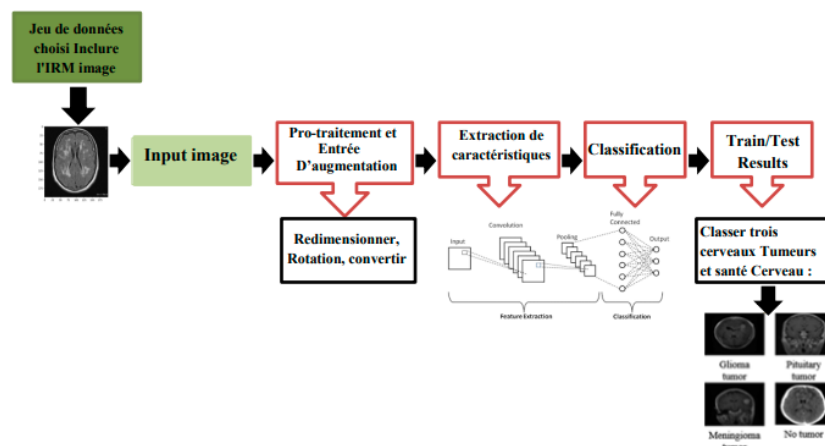 Jeu de données
choisi Inclure
l'IRM image
Input image
Pro-traitement et
Entrée
D'augmentation
Extraction de
caractéristiques
Classification
Train/Test
Results
Redimensionner,
Rotation, convertir
Input
Convolution
Pooling
Fully
Connected
Output
Feature Extraction
Classification
Classer trois
cerveaux Tumeurs
et santé Cerveau :
Glioma
tumor
Pituitary
tumor
Meningioma
No tumor